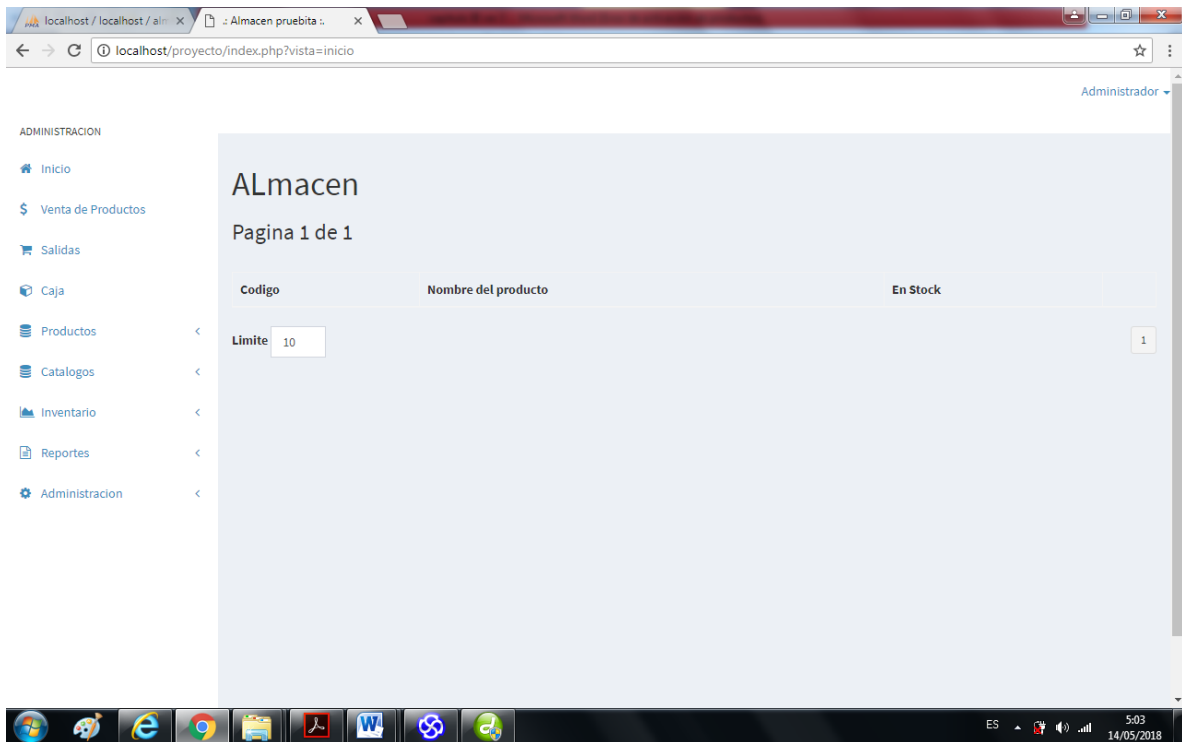 localhost / localhost / alm
.: Almacen pruebita :.
localhost/proyecto/index.php?vista=inicio
Administrador
ADMINISTRACION
Inicio
Venta de Productos
Salidas
Caja
Productos
Catalogos
Inventario
Reportes
Administracion
ALmacen
Pagina 1 de 1
Codigo Nombre del producto En Stock
Limite 10
1
ES
5:03
14/05/2018